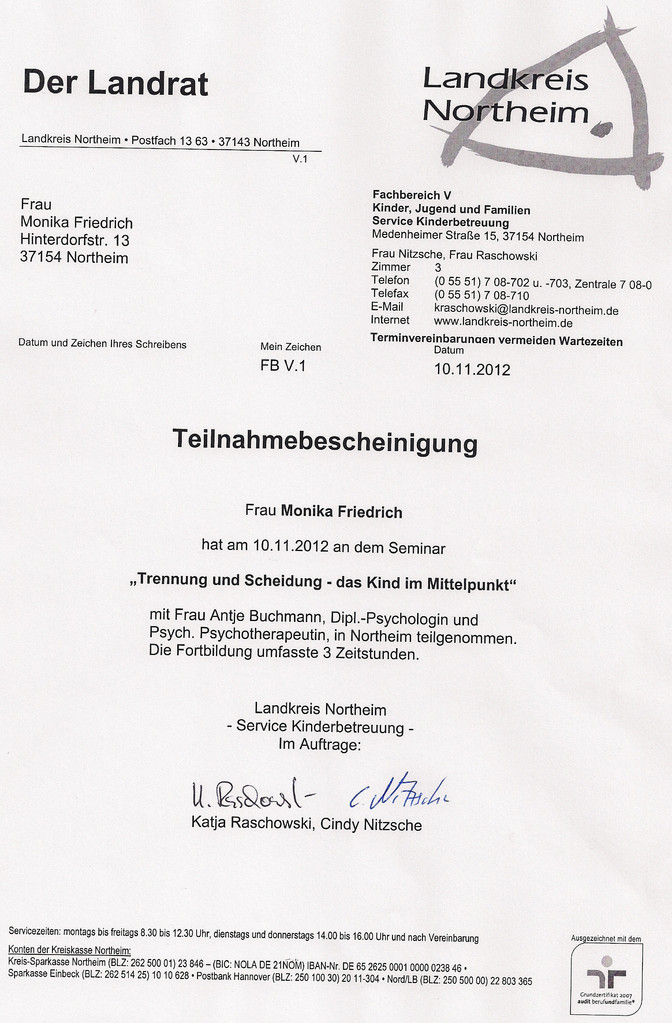 Der Landrat
Landkreis
Northeim
Landkreis Northeim • Postfach 13 63 • 37143 Northeim
V.1
Frau
Monika Friedrich
Hinterdorfstr. 13
37154 Northeim
Fachbereich V
Kinder, Jugend und Familien
Service Kinderbetreuung
Medenheimer Straße 15, 37154 Northeim
Frau Nitzsche, Frau Raschowski
Zimmer 3
Telefon (0 55 51) 7 08-702 u. -703, Zentrale 7 08-0
Telefax (0 55 51) 7 08-710
E-Mail kraschowski@landkreis-northeim.de
Internet www.landkreis-northeim.de
Terminvereinbarungen vermeiden Wartezeiten
Datum und Zeichen Ihres Schreibens
Mein Zeichen
FB V.1
Datum
10.11.2012
Teilnahmebescheinigung
Frau Monika Friedrich
hat am 10.11.2012 an dem Seminar
„Trennung und Scheidung - das Kind im Mittelpunkt“
mit Frau Antje Buchmann, Dipl.-Psychologin und
Psych. Psychotherapeutin, in Northeim teilgenommen.
Die Fortbildung umfasste 3 Zeitstunden.
Landkreis Northeim
- Service Kinderbetreuung -
Im Auftrage:
K. Raschowski C. Nitzsche
Katja Raschowski, Cindy Nitzsche
Servicezeiten: montags bis freitags 8.30 bis 12.30 Uhr, dienstags und donnerstags 14.00 bis 16.00 Uhr und nach Vereinbarung
Konten der Kreiskasse Northeim:
Kreis-Sparkasse Northeim (BLZ: 262 500 01) 23 846 – (BIC: NOLA DE 21NOM) IBAN-Nr. DE 65 2625 0001 0000 0238 46 •
Sparkasse Einbeck (BLZ: 262 514 25) 10 10 628 • Postbank Hannover (BLZ: 250 100 30) 20 11-304 • Nord/LB (BLZ: 250 500 00) 22 803 365
Ausgezeichnet mit dem
Grundzertifikat 2007
audit berufundfamilie®